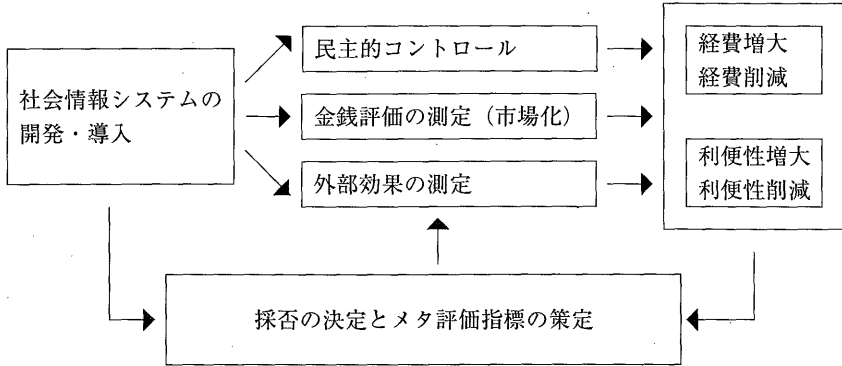 社会情報システムの
開発・導入
民主的コントロール
金銭評価の測定（市場化）
外部効果の測定
経費増大
経費削減
利便性増大
利便性削減
採否の決定とメタ評価指標の策定